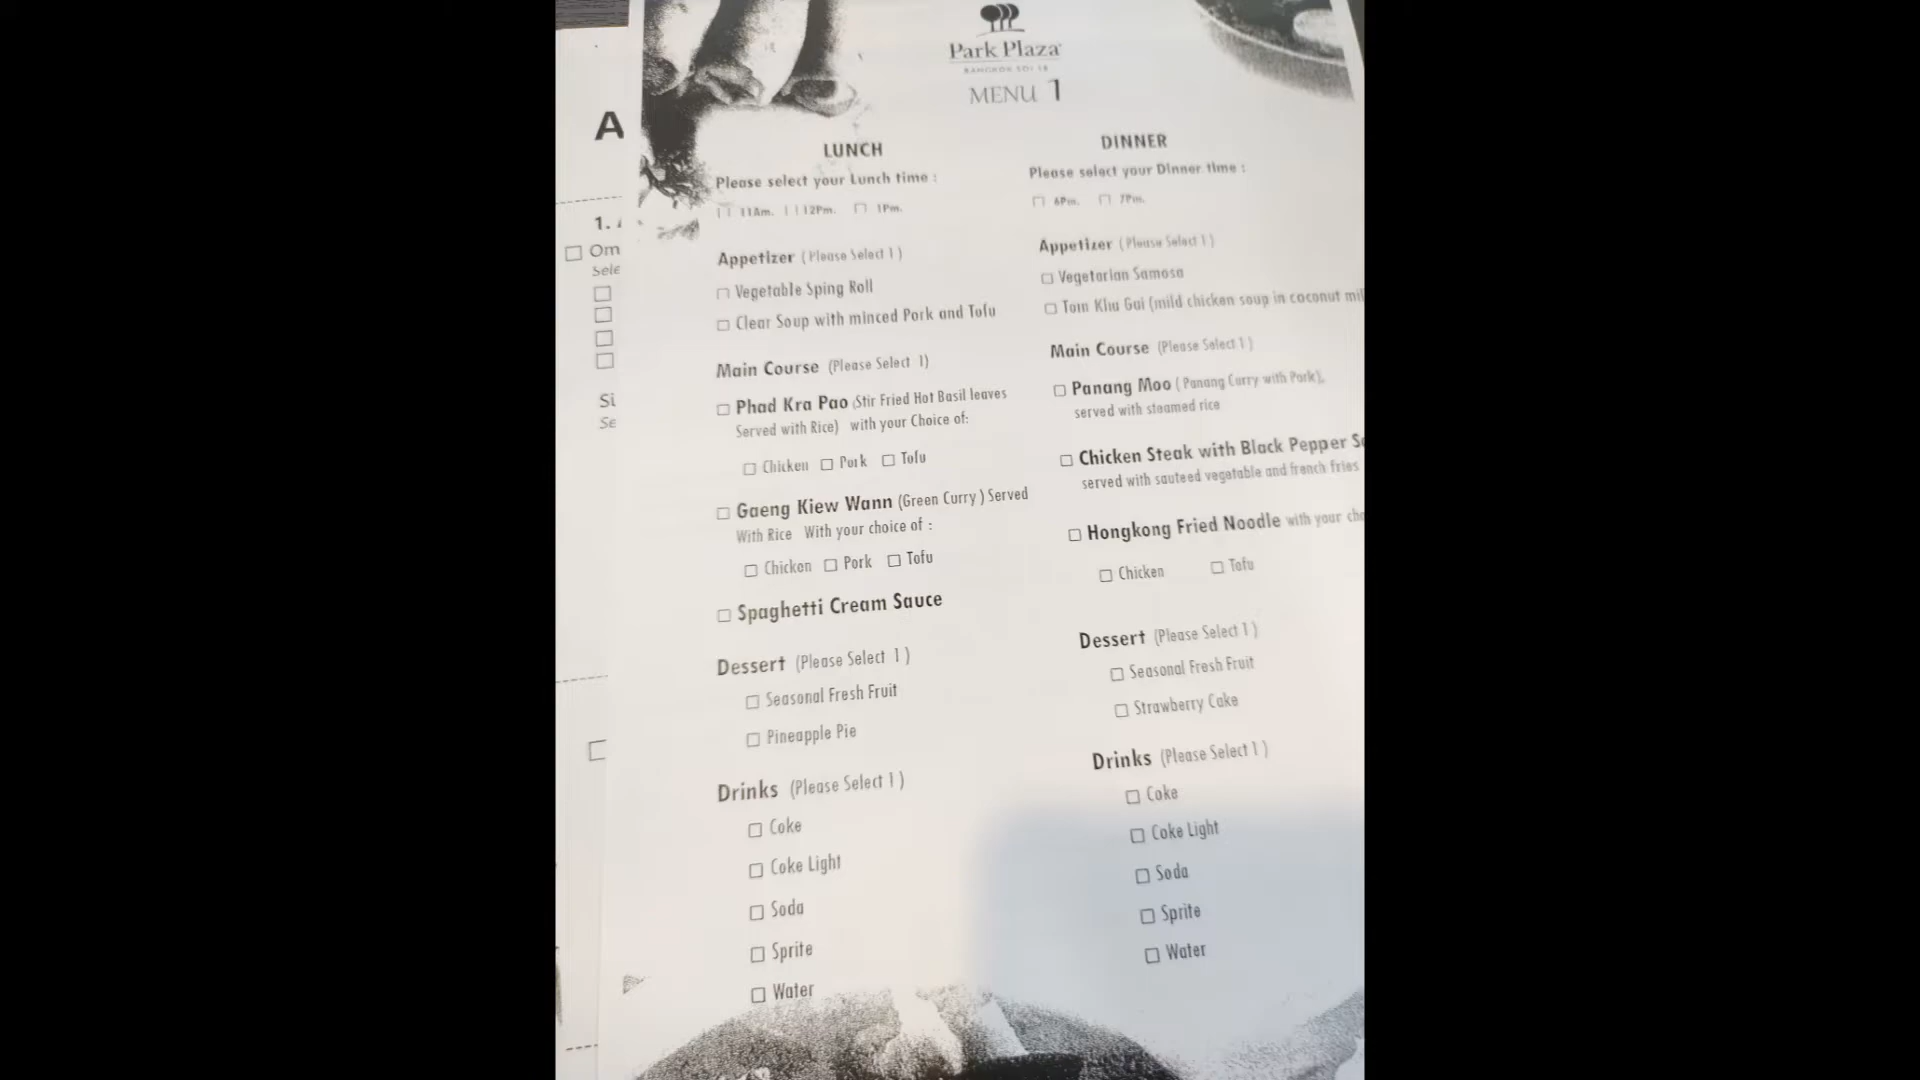 Park Plaza
BANGKOK SOI 18
MENU 1
LUNCH
Please select your Lunch time :
11Am. 12Pm. 1Pm.
Appetizer ( Please Select 1 )
Vegetable Sping Roll
Clear Soup with minced Pork and Tofu
Main Course (Please Select 1)
Phad Kra Pao (Stir Fried Hot Basil leaves
Served with Rice) with your Choice of:
Chicken Pork Tofu
Gaeng Kiew Wann (Green Curry ) Served
With Rice With your choice of :
Chicken Pork Tofu
Spaghetti Cream Sauce
Dessert (Please Select 1 )
Seasonal Fresh Fruit
Pineapple Pie
Drinks (Please Select 1 )
Coke
Coke Light
Soda
Sprite
Water
DINNER
Please select your Dinner time :
6Pm. 7Pm.
Appetizer ( Please Select 1 )
Vegetarian Samosa
Tom Kha Gai (mild chicken soup in coconut
Main Course (Please Select 1 )
Panang Moo ( Panang Curry with Pork),
served with steamed rice
Chicken Steak with Black Pepper
served with sauteed vegetable and french fries
Hongkong Fried Noodle with your
Chicken Tofu
Dessert (Please Select 1 )
Seasonal Fresh Fruit
Strawberry Cake
Drinks (Please Select 1 )
Coke
Coke Light
Soda
Sprite
Water
A
1.